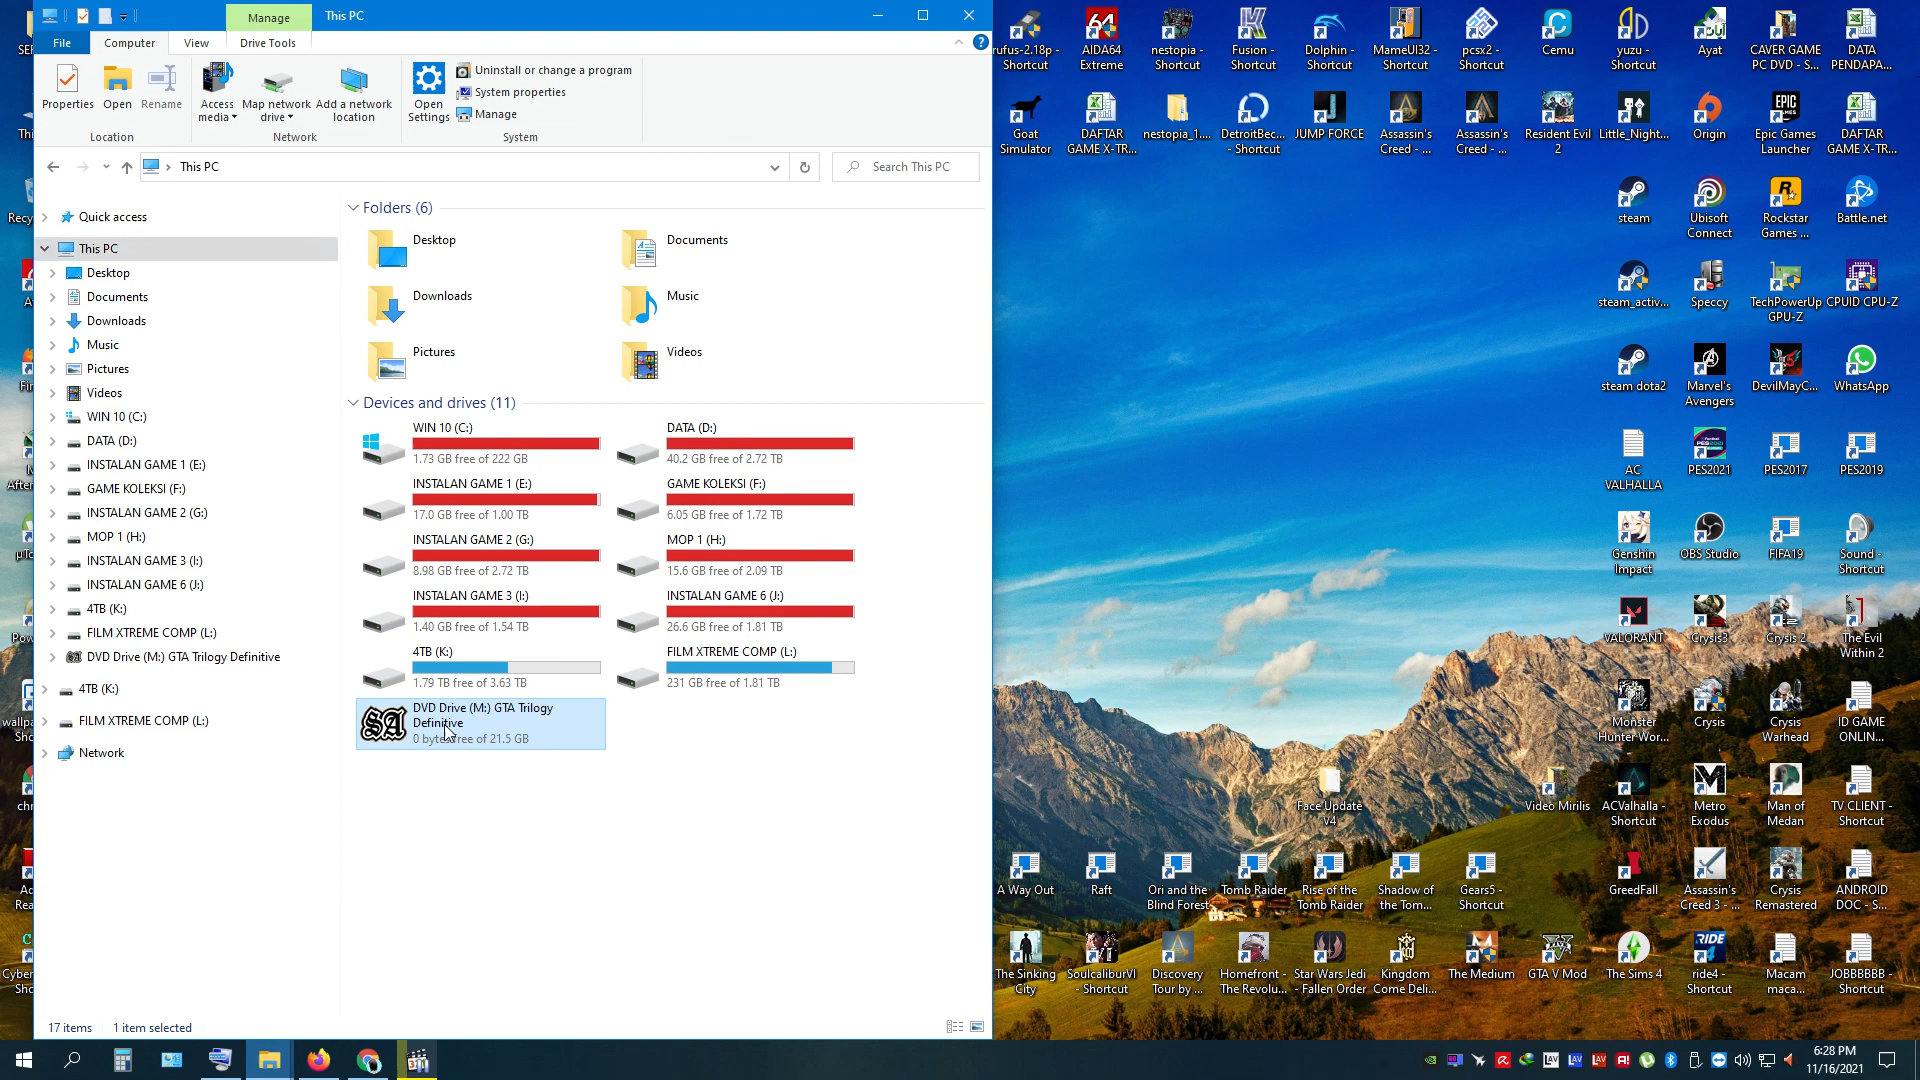 Manage
This PC
File
Computer
View
Drive Tools
Properties
Open
Rename
Access
media
Map network
drive
Add a network
location
Open
Settings
Uninstall or change a program
System properties
Manage
Location
Network
System
This PC
Search This PC
Quick access
This PC
Desktop
Documents
Downloads
Music
Pictures
Videos
WIN 10 (C:)
DATA (D:)
INSTALAN GAME 1 (E:)
GAME KOLEKSI (F:)
INSTALAN GAME 2 (G:)
MOP 1 (H:)
INSTALAN GAME 3 (I:)
INSTALAN GAME 6 (J:)
4TB (K:)
FILM XTREME COMP (L:)
DVD Drive (M:) GTA Trilogy Definitive
4TB (K:)
FILM XTREME COMP (L:)
Network
Folders (6)
Desktop
Documents
Downloads
Music
Pictures
Videos
Devices and drives (11)
WIN 10 (C:)
1.73 GB free of 222 GB
DATA (D:)
40.2 GB free of 2.72 TB
INSTALAN GAME 1 (E:)
17.0 GB free of 1.00 TB
GAME KOLEKSI (F:)
6.05 GB free of 1.72 TB
INSTALAN GAME 2 (G:)
8.98 GB free of 2.72 TB
MOP 1 (H:)
15.6 GB free of 2.09 TB
INSTALAN GAME 3 (I:)
1.40 GB free of 1.54 TB
INSTALAN GAME 6 (J:)
26.6 GB free of 1.81 TB
4TB (K:)
1.79 TB free of 3.63 TB
FILM XTREME COMP (L:)
231 GB free of 1.81 TB
DVD Drive (M:) GTA Trilogy
Definitive
0 bytes free of 21.5 GB
17 items
1 item selected
rufus-2.18p -
Shortcut
AIDA64
Extreme
nestopia -
Shortcut
Fusion -
Shortcut
Dolphin -
Shortcut
MameUI32 -
Shortcut
pcsx2 -
Shortcut
Cemu
yuzu -
Shortcut
Ayat
CAVER GAME
PC DVD - S...
DATA
PENDAPA...
Goat
Simulator
DAFTAR
GAME X-TR...
nestopia_1....
DetroitBec...
- Shortcut
JUMP FORCE
Assassin's
Creed - ...
Assassin's
Creed - ...
Resident Evil
2
Little_Night...
Origin
Epic Games
Launcher
DAFTAR
GAME X-TR...
steam
Ubisoft
Connect
Rockstar
Games ...
Battle.net
steam_activ...
Speccy
TechPowerUp
GPU-Z
CPUID CPU-Z
steam dota2
Marvel's
Avengers
DevilMayC...
WhatsApp
AC
VALHALLA
PES2021
PES2017
PES2019
Genshin
Impact
OBS Studio
FIFA19
Sound -
Shortcut
VALORANT
Crysis3
Crysis 2
The Evil
Within 2
Monster
Hunter Wor...
Crysis
Crysis
Warhead
ID GAME
ONLIN...
Face Update
V4
Video Mirilis
ACValhalla -
Shortcut
Metro
Exodus
Man of
Medan
TV CLIENT -
Shortcut
A Way Out
Raft
Ori and the
Blind Forest
Tomb Raider
Rise of the
Tomb Raider
Shadow of
the Tom...
Gears5 -
Shortcut
GreedFall
Assassin's
Creed 3 - ...
Crysis
Remastered
ANDROID
DOC - S...
The Sinking
City
SoulcaliburVI
- Shortcut
Discovery
Tour by ...
Homefront -
The Revolu...
Star Wars Jedi
- Fallen Order
Kingdom
Come Deli...
The Medium
GTA V Mod
The Sims 4
ride4 -
Shortcut
Macam
maca...
JOBBBBBB -
Shortcut
6:28 PM
11/16/2021